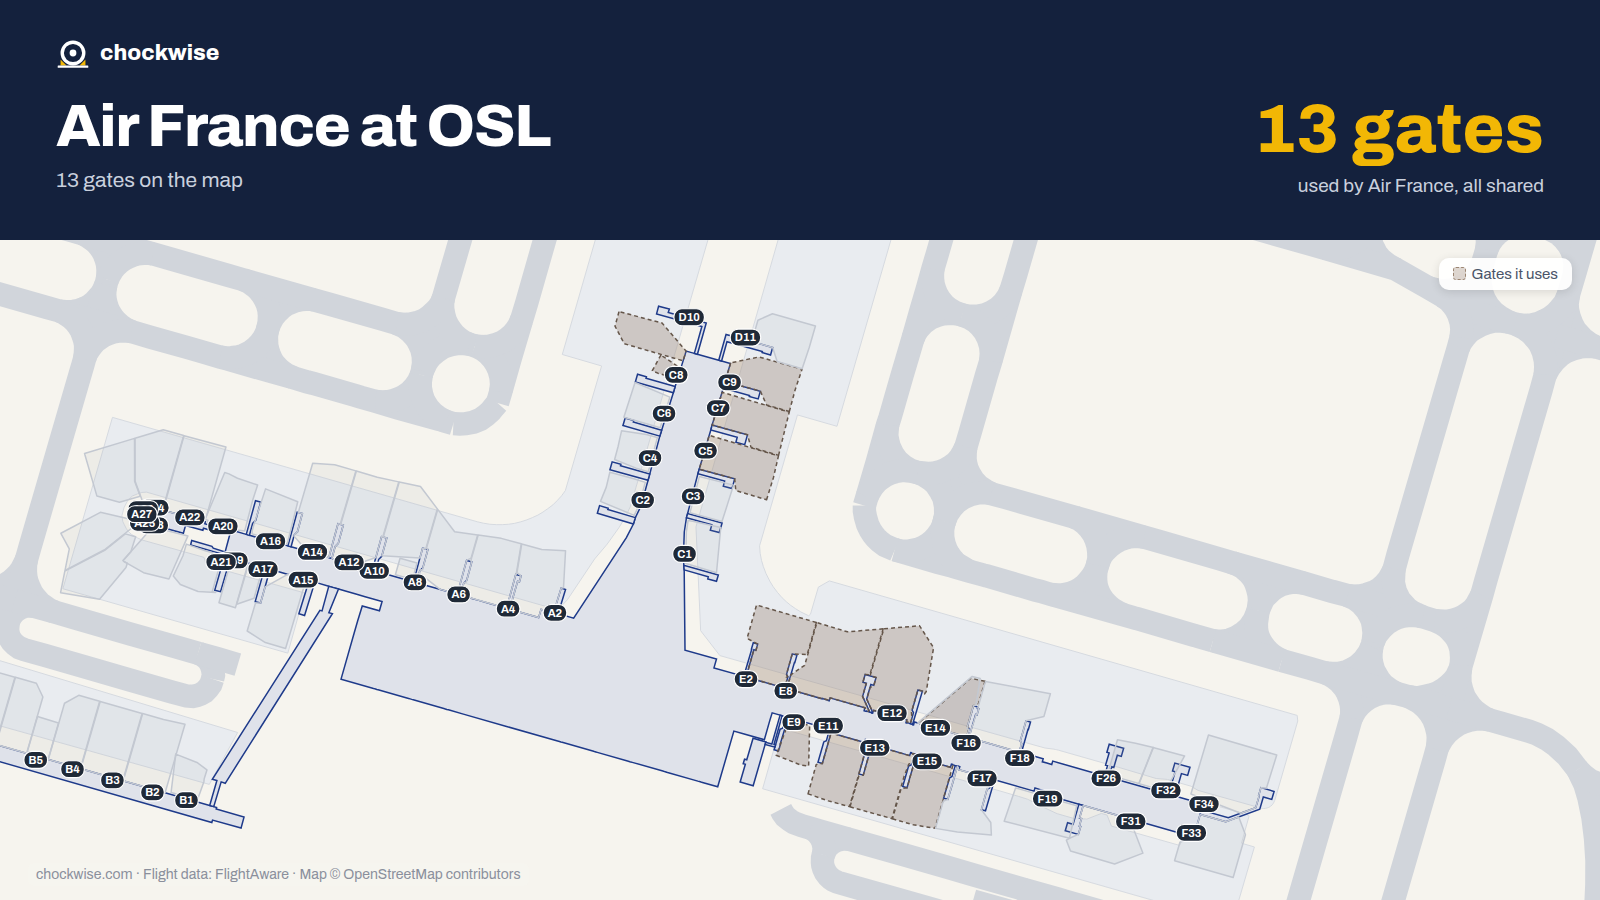 chockwise
Air France at OSL
13 gates on the map
13 gates
used by Air France, all shared
Gates it uses
D10
D11
C8
C9
C6
C7
C4
C5
C2
C3
C1
A27
A22
A20
A16
A14
A21
A17
A12
A10
A15
A8
A6
A4
A2
B5
B4
B3
B2
B1
E2
E8
E9
E11
E12
E14
E13
E15
F16
F18
F17
F19
F26
F32
F34
F31
F33
chockwise.com · Flight data: FlightAware · Map © OpenStreetMap contributors